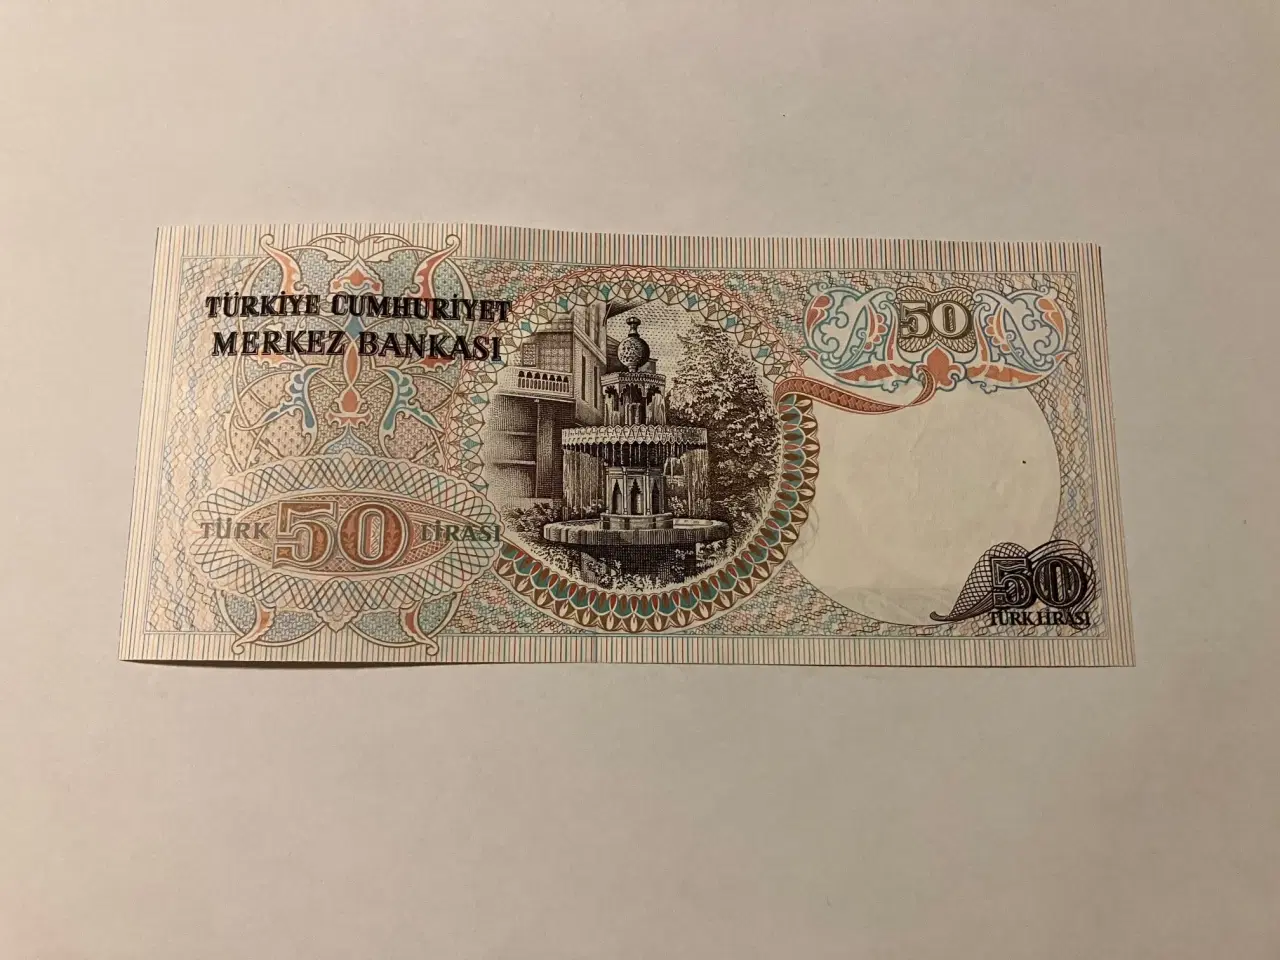 TÜRKİYE CUMHURİYET
MERKEZ BANKASI
50
TÜRK 50 LİRASI
50
TÜRK LİRASI